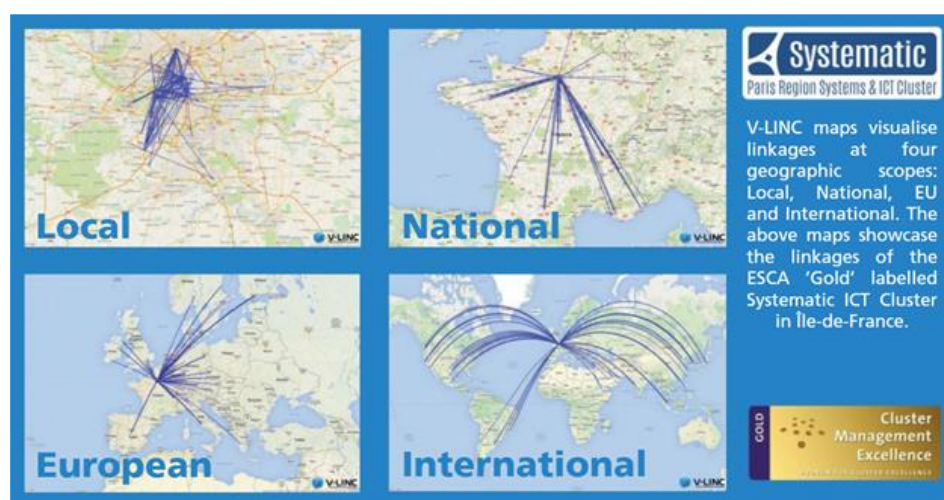 Local
V-LINC
National
V-LINC
European
V-LINC
International
V-LINC
Systematic
Paris Region Systems & ICT Cluster
V-LINC maps visualise
linkages at four
geographic scopes:
Local, National, EU
and International. The
above maps showcase
the linkages of the
ESCA ‘Gold’ labelled
Systematic ICT Cluster
in Île-de-France.
GOLD
Cluster
Management
Excellence